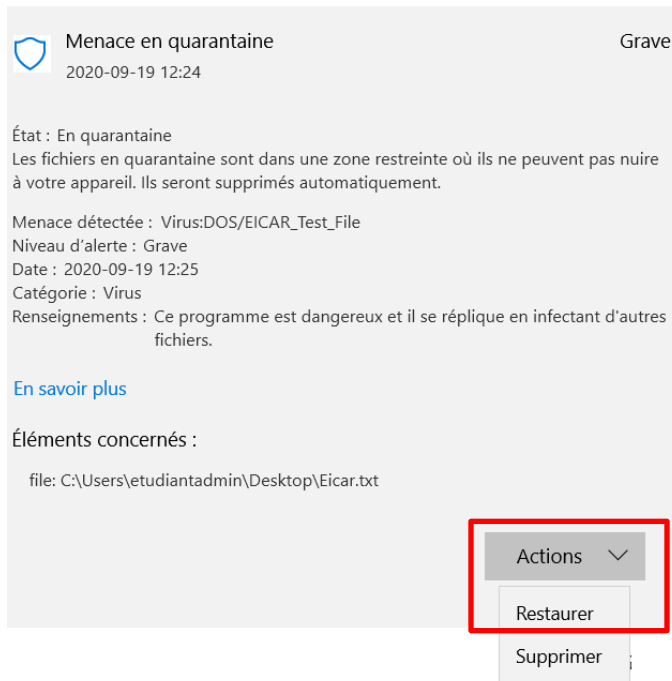 Menace en quarantaine Grave
2020-09-19 12:24
État : En quarantaine
Les fichiers en quarantaine sont dans une zone restreinte où ils ne peuvent pas nuire
à votre appareil. Ils seront supprimés automatiquement.
Menace détectée : Virus:DOS/EICAR_Test_File
Niveau d'alerte : Grave
Date : 2020-09-19 12:25
Catégorie : Virus
Renseignements : Ce programme est dangereux et il se réplique en infectant d'autres
fichiers.
En savoir plus
Éléments concernés :
file: C:\Users\etudiantadmin\Desktop\Eicar.txt
Actions
Restaurer
Supprimer